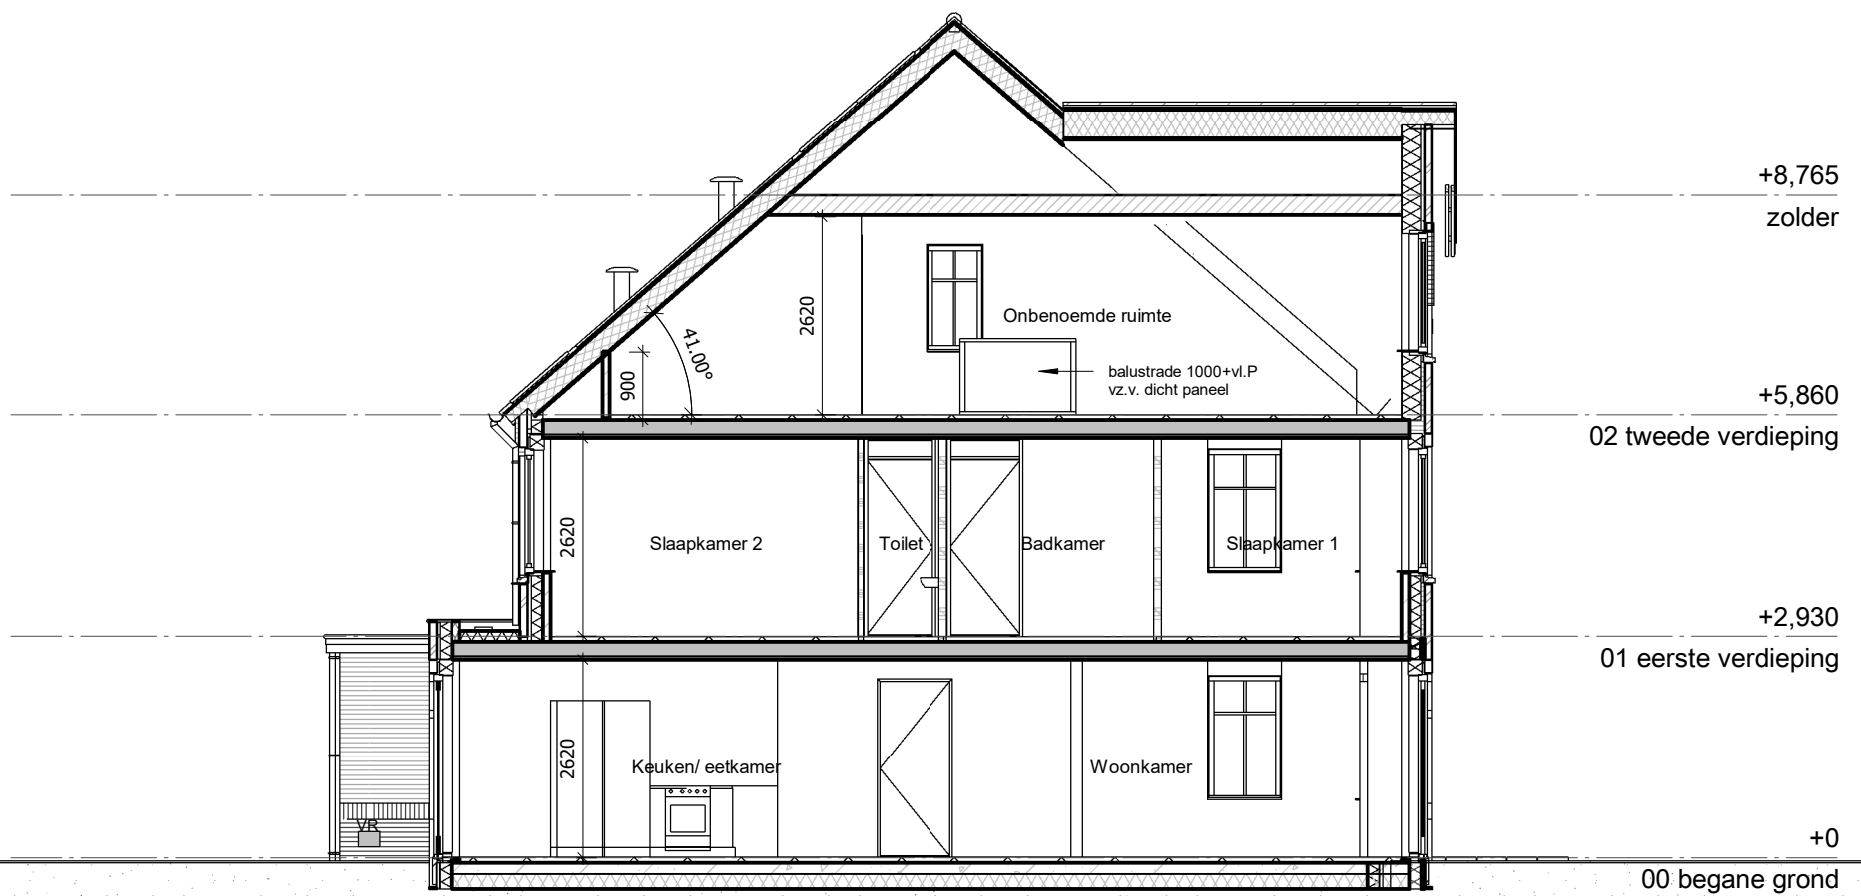 +8,765
zolder
2620
Onbenoemde ruimte
41.00°
900
balustrade 1000+vl.P
vz.v. dicht paneel
+5,860
02 tweede verdieping
2620
Slaapkamer 2
Toilet
Badkamer
Slaapkamer 1
+2,930
01 eerste verdieping
2620
Keuken/ eetkamer
Woonkamer
VR
+0
00 begane grond